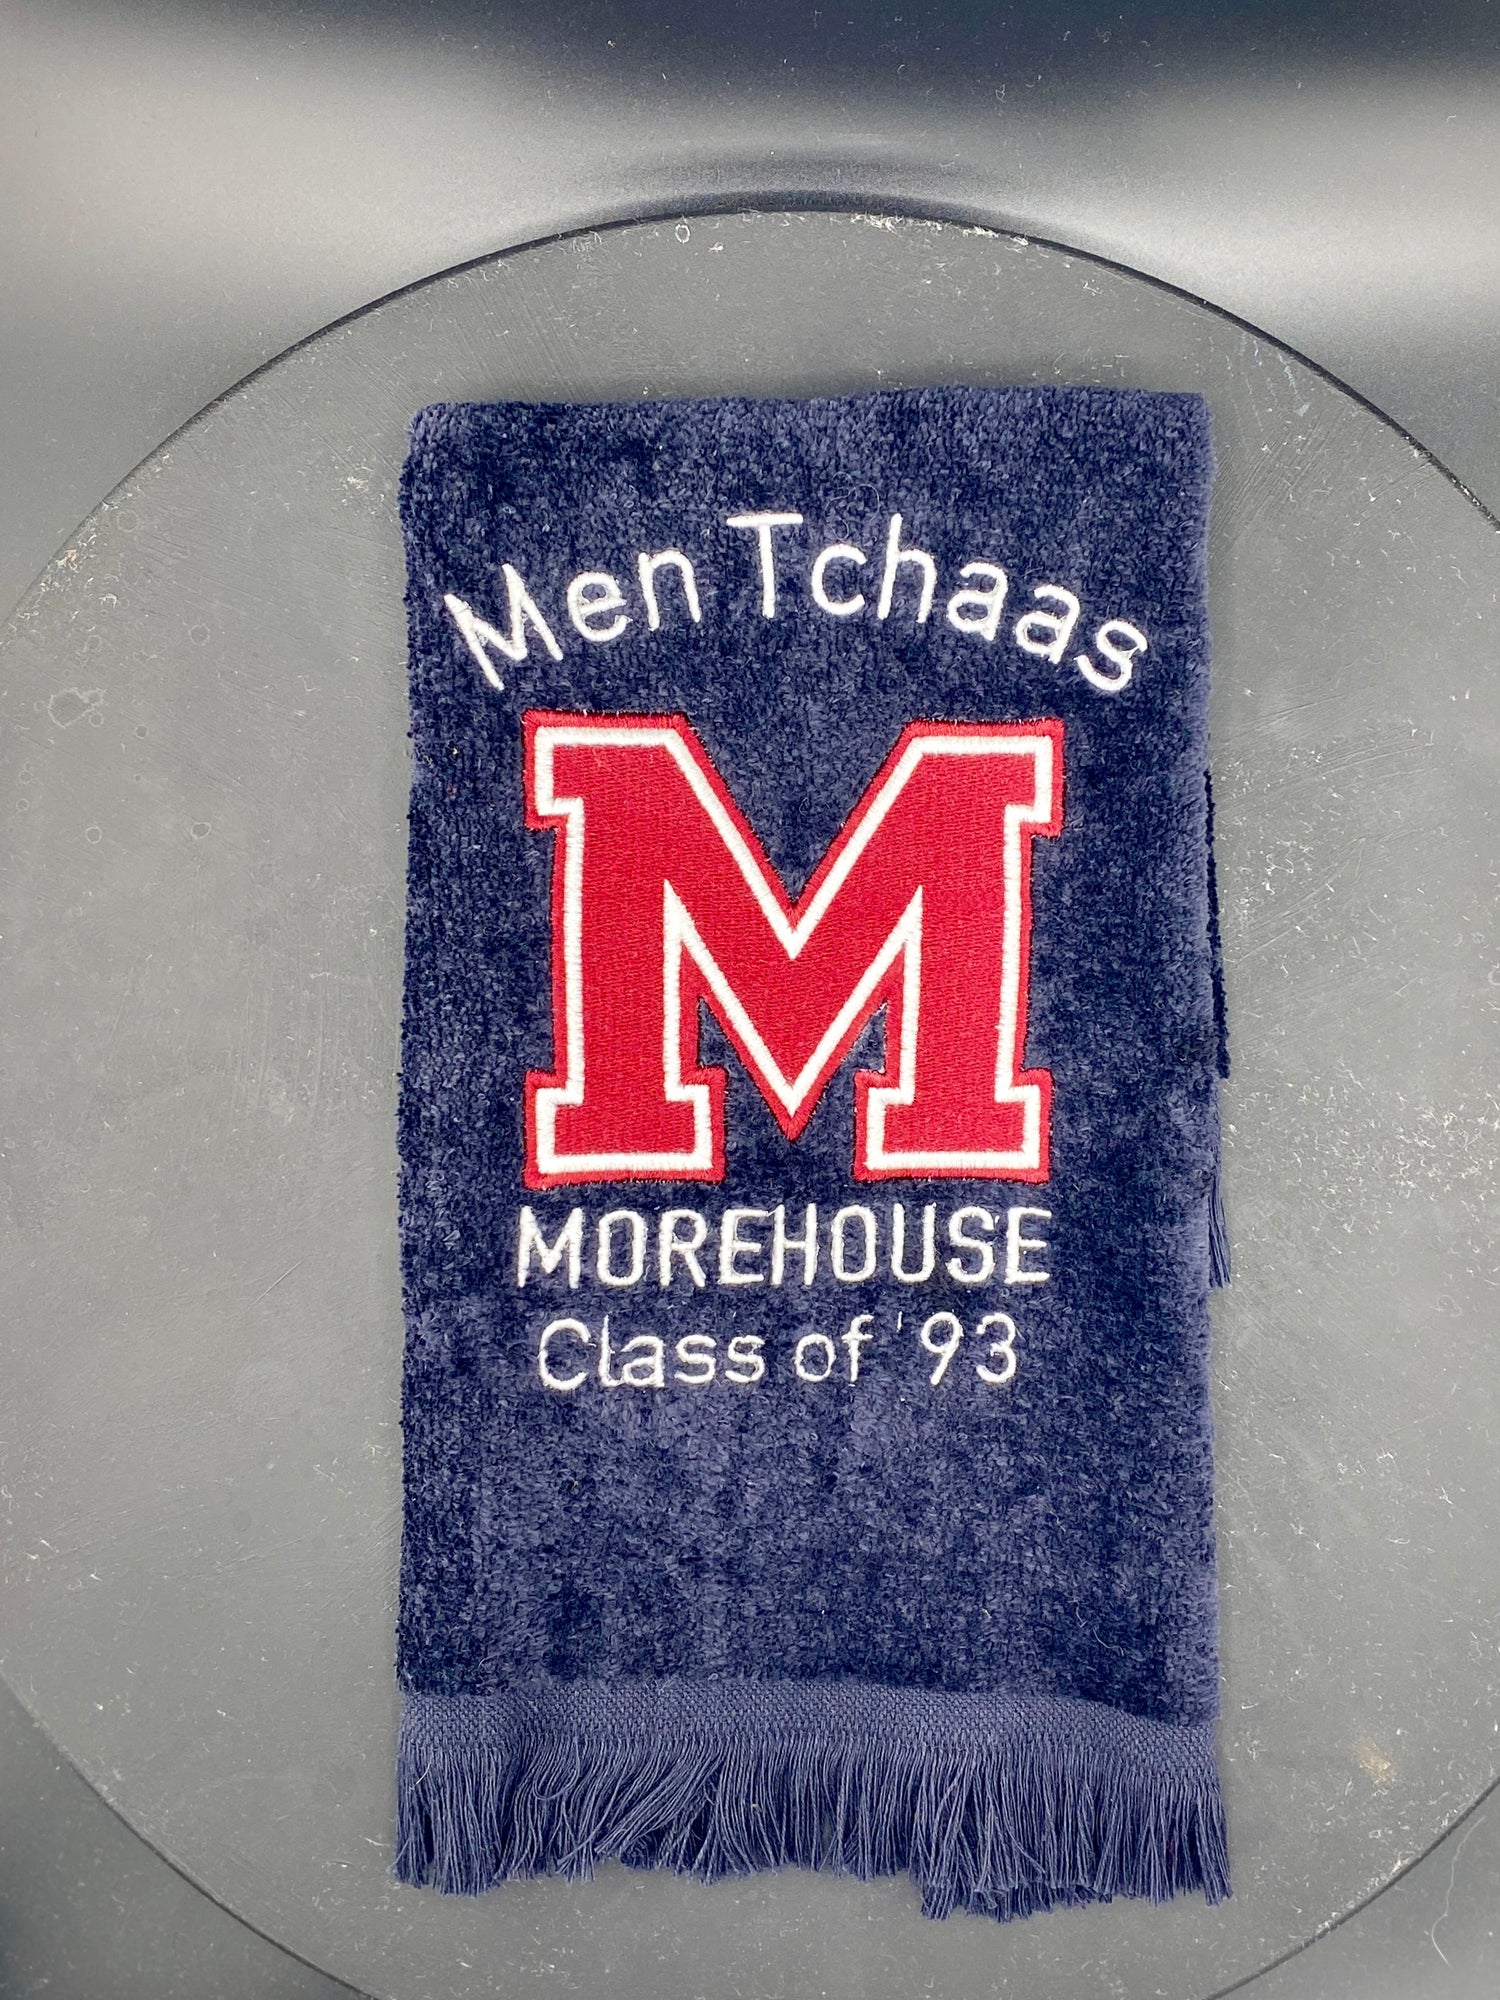 Men Tchaas
M
MOREHOUSE
Class of '93